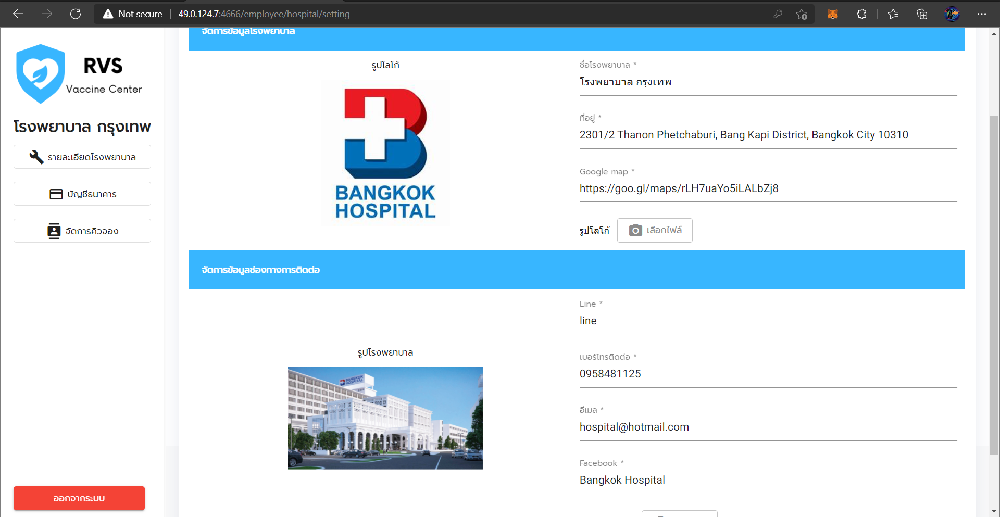 Not secure
49.0.124.7:4666/employee/hospital/setting
RVS
Vaccine Center
โรงพยาบาล กรุงเทพ
รายละเอียดโรงพยาบาล
บัญชีธนาคาร
จัดการคิวจอง
ออกจากระบบ
จัดการข้อมูลโรงพยาบาล
รูปโลโก้
BANGKOK
HOSPITAL
ชื่อโรงพยาบาล *
โรงพยาบาล กรุงเทพ
ที่อยู่ *
2301/2 Thanon Phetchaburi, Bang Kapi District, Bangkok City 10310
Google map *
https://goo.gl/maps/rLH7uaYo5iLALbZj8
รูปโลโก้
เลือกไฟล์
จัดการข้อมูลช่องทางการติดต่อ
รูปโรงพยาบาล
BANGKOK
HOSPITAL
Line *
line
เบอร์โทรติดต่อ *
0958481125
อีเมล *
hospital@hotmail.com
Facebook *
Bangkok Hospital